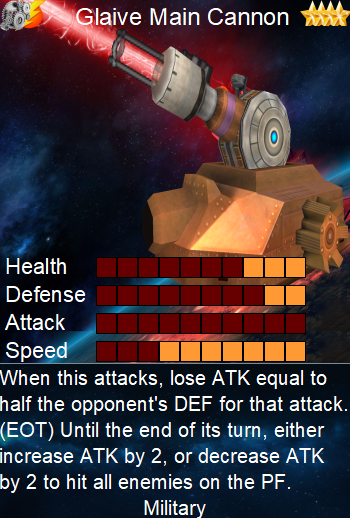 Glaive Main Cannon
Health
Defense
Attack
Speed
When this attacks, lose ATK equal to
half the opponent's DEF for that attack.
(EOT) Until the end of its turn, either
increase ATK by 2, or decrease ATK
by 2 to hit all enemies on the PF.
Military